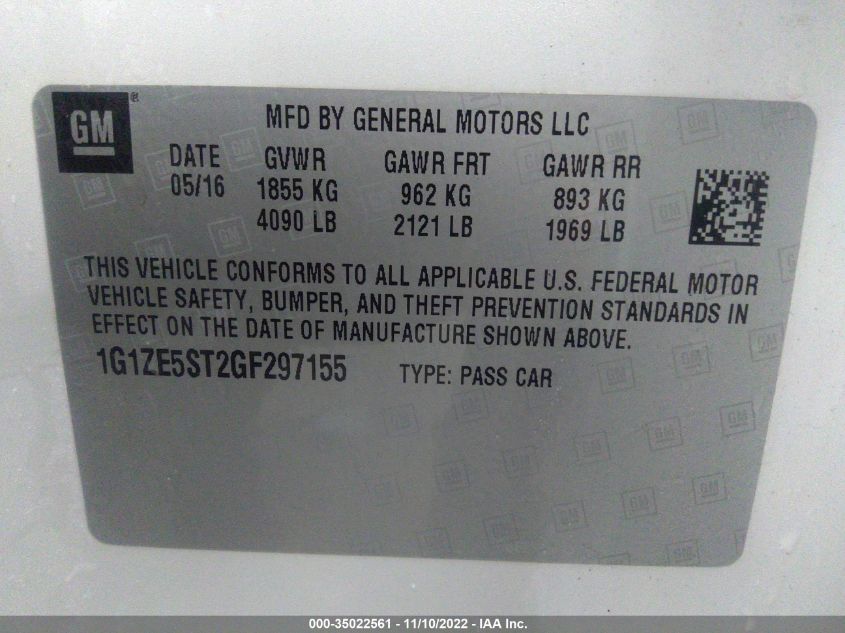 GM ®
MFD BY GENERAL MOTORS LLC
DATE GVWR GAWR FRT GAWR RR
05/16 1855 KG 962 KG 893 KG
4090 LB 2121 LB 1969 LB
THIS VEHICLE CONFORMS TO ALL APPLICABLE U.S. FEDERAL MOTOR
VEHICLE SAFETY, BUMPER, AND THEFT PREVENTION STANDARDS IN
EFFECT ON THE DATE OF MANUFACTURE SHOWN ABOVE.
1G1ZE5ST2GF297155 TYPE: PASS CAR
000-35022561 - 11/10/2022 - IAA Inc.